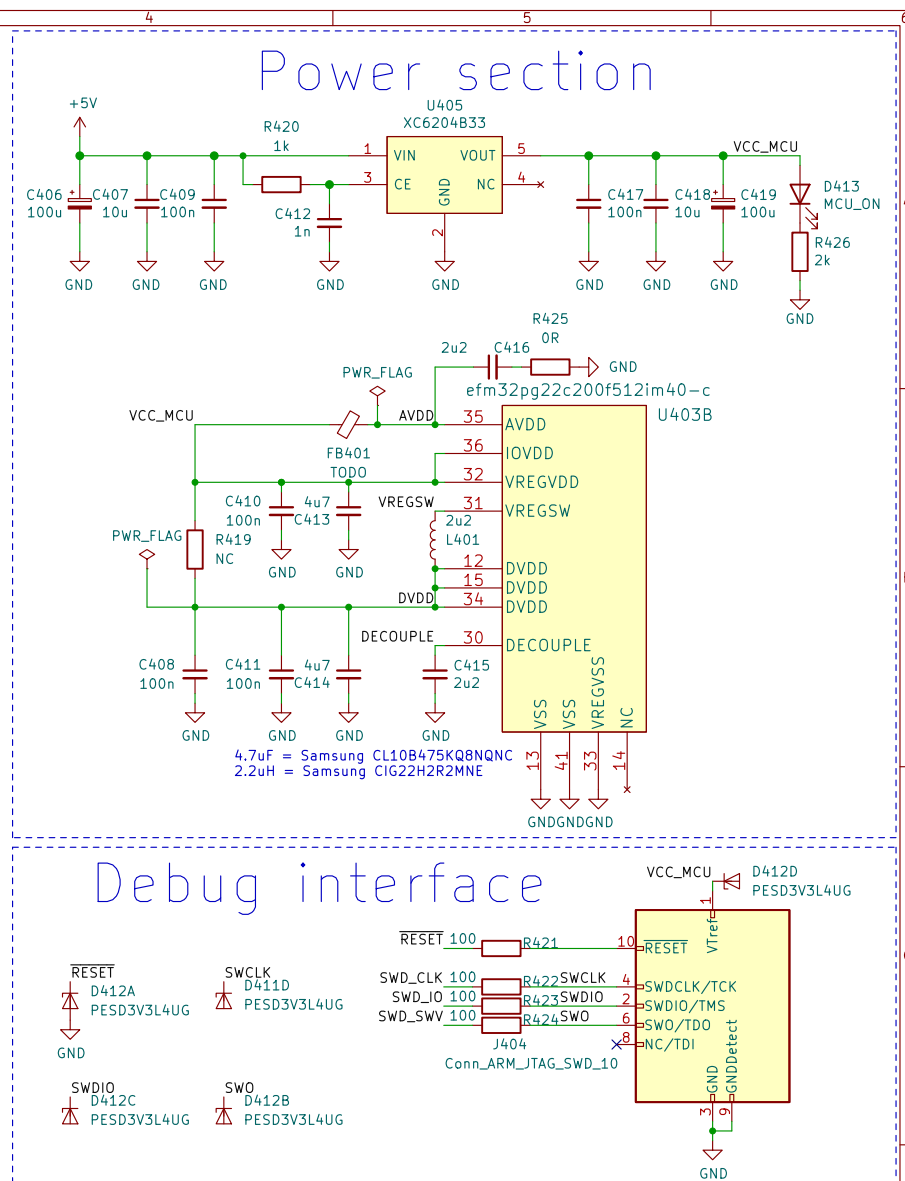 4
5
6
Power section
+5V
C406
100u
C407
10u
C409
100n
R420
1k
C412
1n
U405
XC6204B33
1
VIN
VOUT
5
3
CE
NC
4
GND
2
VCC_MCU
C417
100n
C418
10u
C419
100u
D413
MCU_ON
R426
2k
GND
GND
GND
GND
GND
GND
GND
GND
GND
R425
0R
2u2
C416
GND
PWR_FLAG
efm32pg22c200f512im40-c
U403B
VCC_MCU
AVDD
35
AVDD
FB401
TODO
36
IOVDD
32
VREGVDD
C410
100n
4u7
C413
VREGSW
31
VREGSW
2u2
L401
PWR_FLAG
R419
NC
GND
GND
12
DVDD
15
DVDD
DVDD
34
DVDD
DECOUPLE
30
DECOUPLE
C408
100n
C411
100n
4u7
C414
C415
2u2
VSS
VSS
VREGVSS
NC
GND
GND
GND
GND
13
41
33
14
4.7uF = Samsung CL10B475KQ8NQNC
2.2uH = Samsung CIG22H2R2MNE
GND
GND
GND
Debug interface
VCC_MCU
D412D
PESD3V3L4UG
1
VTref
RESET
100
R421
10
RESET
SWD_CLK
100
R422
SWCLK
4
SWDCLK/TCK
SWD_IO
100
R423
SWDIO
2
SWDIO/TMS
SWD_SWV
100
R424
SWO
6
SWO/TDO
8
NC/TDI
J404
Conn_ARM_JTAG_SWD_10
GND
GNDDetect
3
9
GND
RESET
D412A
PESD3V3L4UG
GND
SWCLK
D411D
PESD3V3L4UG
SWDIO
D412C
PESD3V3L4UG
SWO
D412B
PESD3V3L4UG